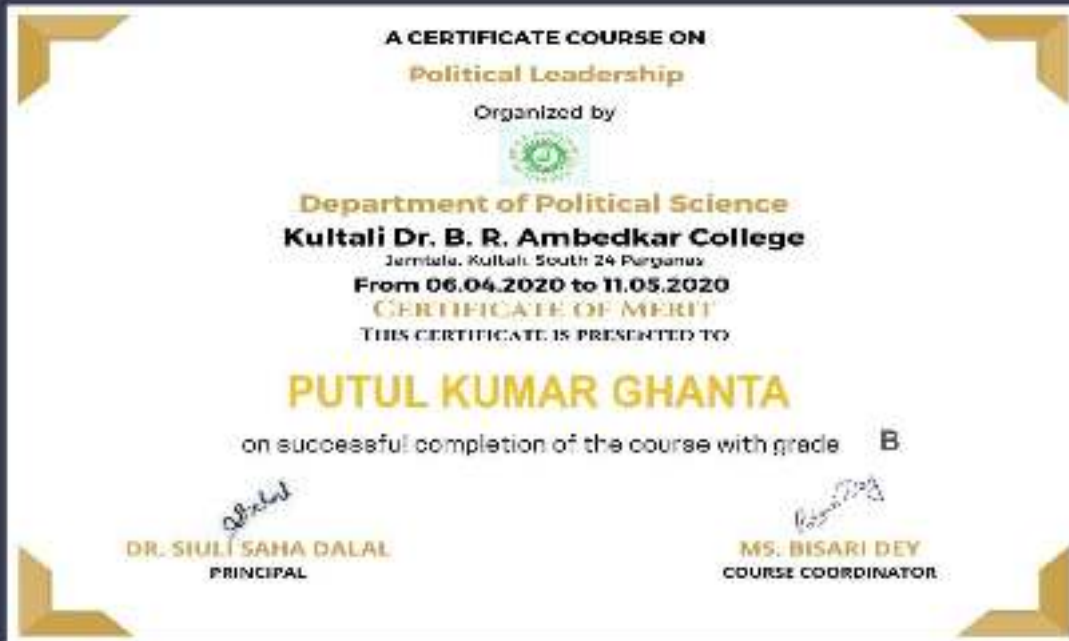 A CERTIFICATE COURSE ON
Political Leadership
Organized by
Department of Political Science
Kultali Dr. B. R. Ambedkar College
Jamtala, Kultali, South 24 Parganas
From 06.04.2020 to 11.05.2020
CERTIFICATE OF MERIT
THIS CERTIFICATE IS PRESENTED TO
PUTUL KUMAR GHANTA
on successful completion of the course with grade B
DR. SIULI SAHA DALAL
PRINCIPAL
MS. BISARI DEY
COURSE COORDINATOR